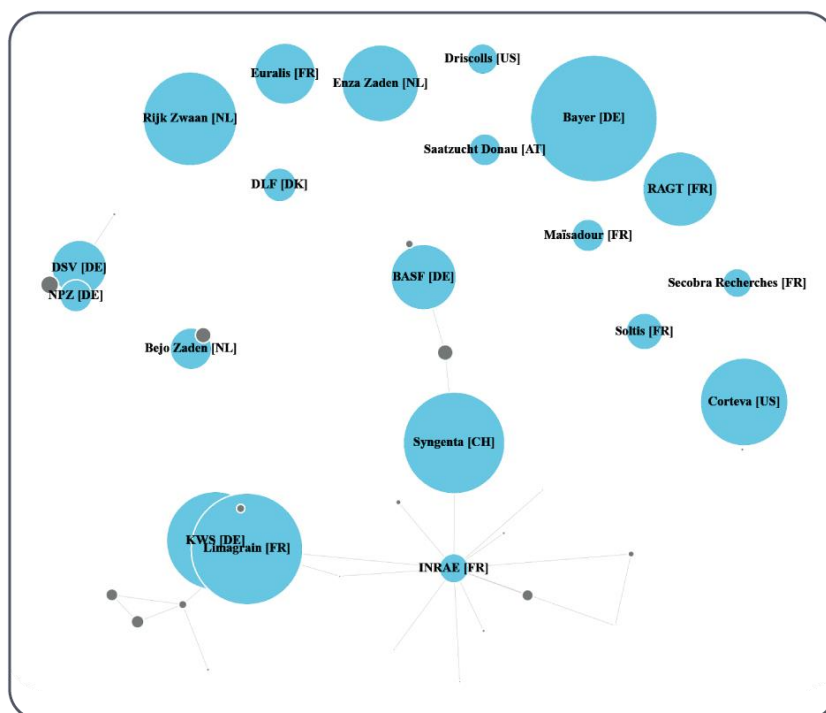 Driscolls [US]
Euralis [FR]
Enza Zaden [NL]
Rijk Zwaan [NL]
Bayer [DE]
Saatzucht Donau [AT]
DLF [DK]
RAGT [FR]
Maïsadour [FR]
DSV [DE]
BASF [DE]
Secobra Recherches [FR]
NPZ [DE]
Soltis [FR]
Bejo Zaden [NL]
Corteva [US]
Syngenta [CH]
KWS [DE]
Limagrain [FR]
INRAE [FR]